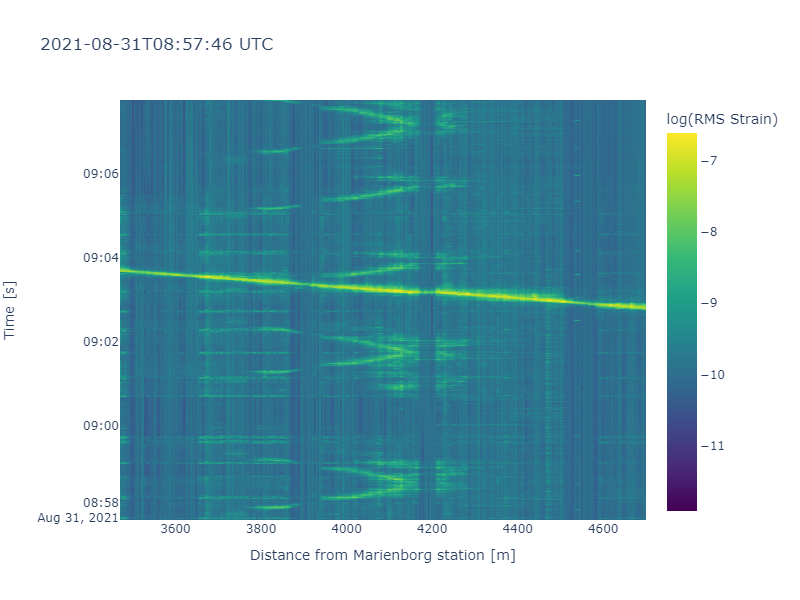 2021-08-31T08:57:46 UTC
log(RMS Strain)
−7
−8
−9
−10
−11
09:06
09:04
09:02
09:00
08:58
Aug 31, 2021
Time [s]
3600 3800 4000 4200 4400 4600
Distance from Marienborg station [m]